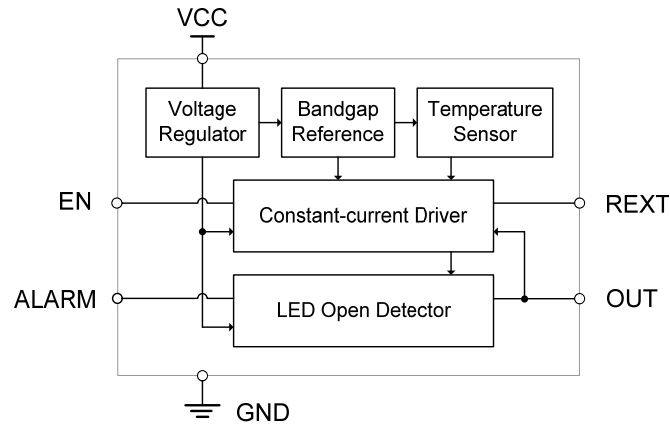 VCC
Voltage
Regulator
Bandgap
Reference
Temperature
Sensor
EN
Constant-current Driver
REXT
ALARM
LED Open Detector
OUT
GND